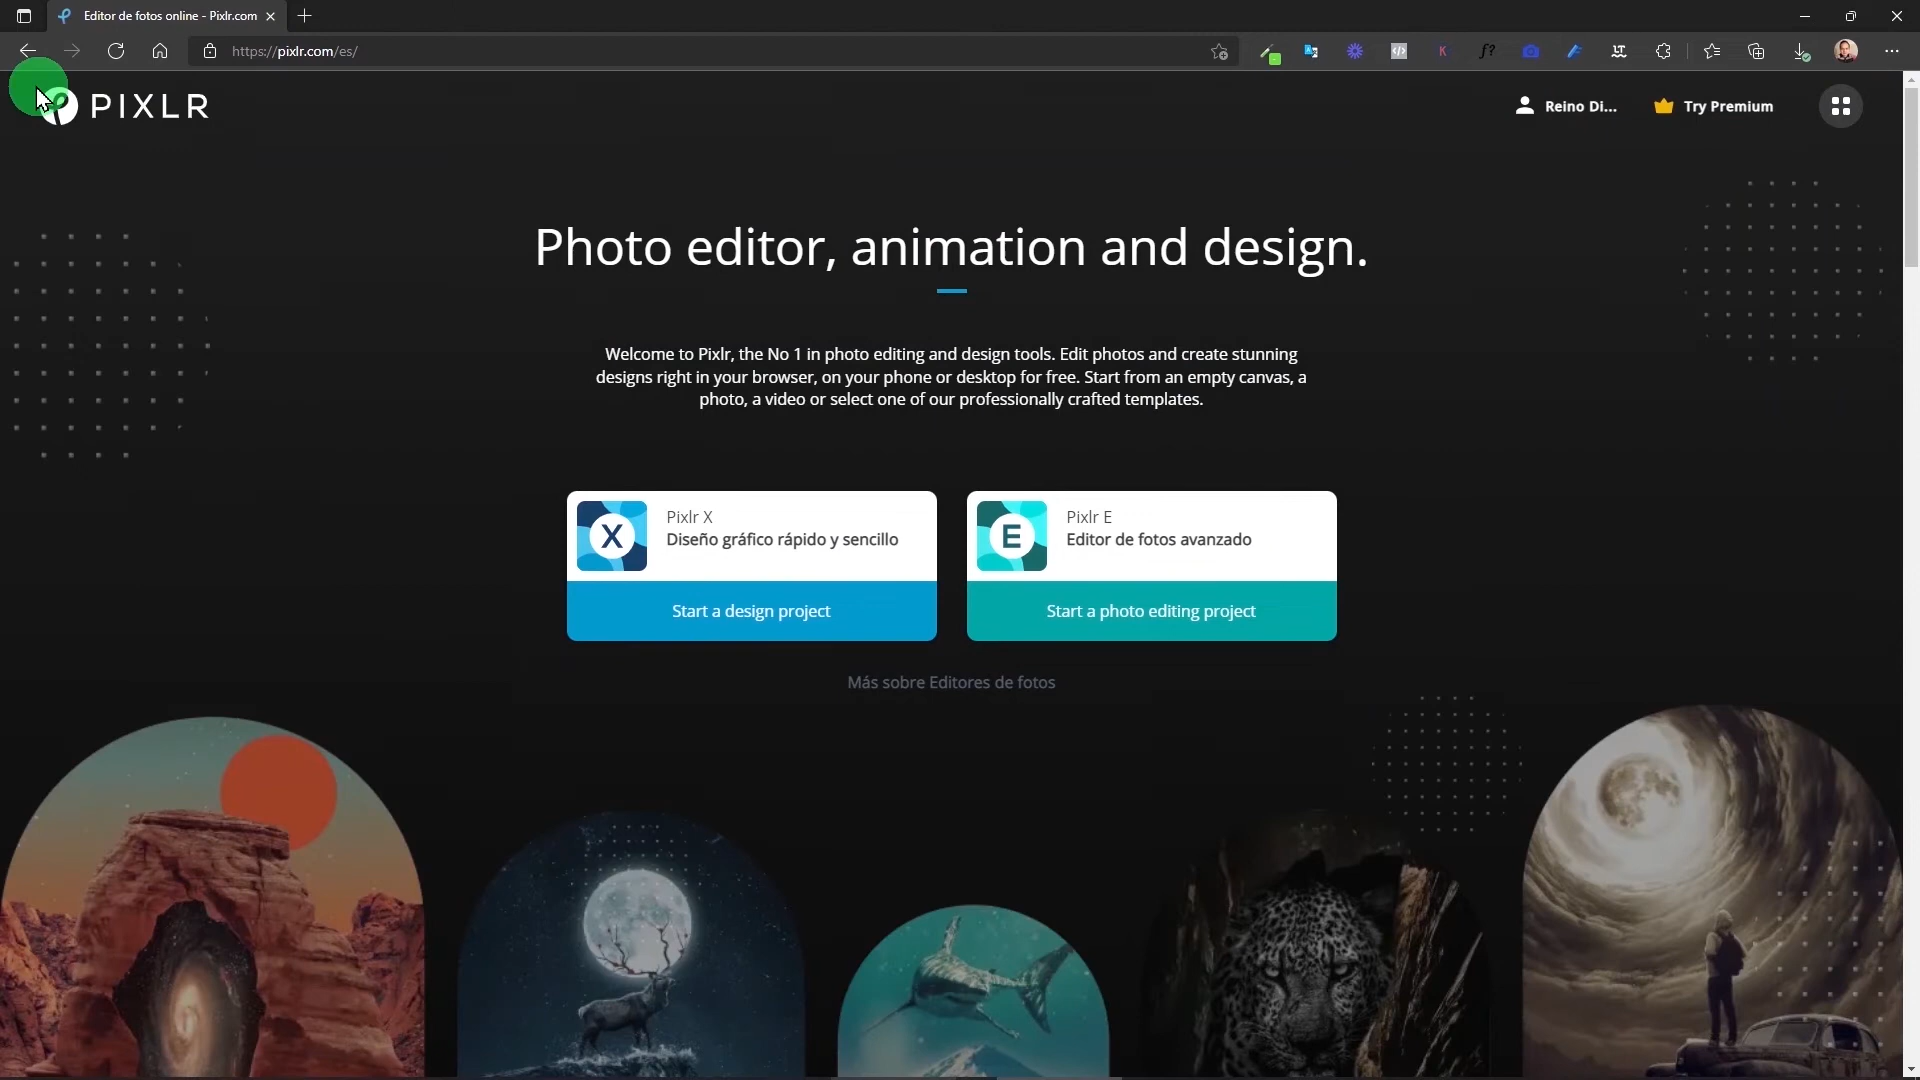 Editor de fotos online - Pixlr.com
https://pixlr.com/es/
PIXLR
Reino Di...
Try Premium
Photo editor, animation and design.
Welcome to Pixlr, the No 1 in photo editing and design tools. Edit photos and create stunning
designs right in your browser, on your phone or desktop for free. Start from an empty canvas, a
photo, a video or select one of our professionally crafted templates.
X
Pixlr X
Diseño gráfico rápido y sencillo
Start a design project
E
Pixlr E
Editor de fotos avanzado
Start a photo editing project
Más sobre Editores de fotos